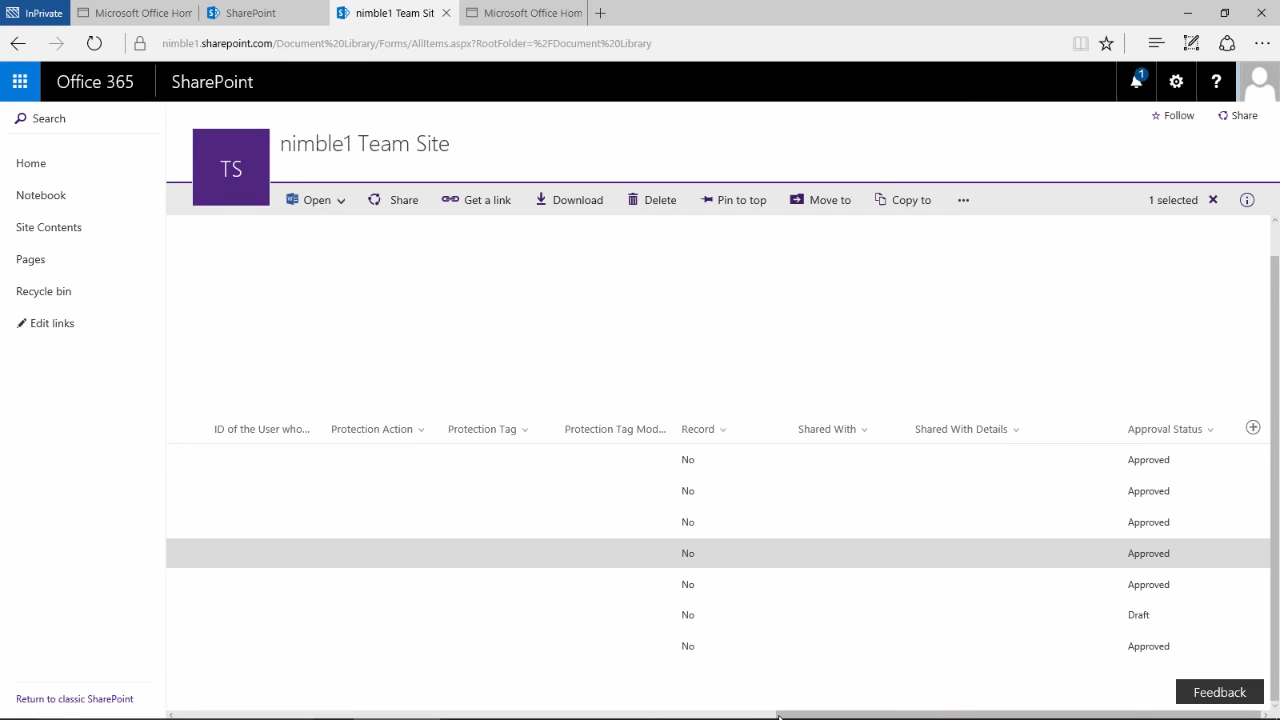 InPrivate
Microsoft Office Hom
SharePoint
nimble1 Team Sit
Microsoft Office Hom
nimble1.sharepoint.com/Document%20Library/Forms/AllItems.aspx?RootFolder=%2FDocument%20Library
Office 365
SharePoint
1
Search
Follow
Share
Home
Notebook
Site Contents
Pages
Recycle bin
Edit links
TS
nimble1 Team Site
Open
Share
Get a link
Download
Delete
Pin to top
Move to
Copy to
1 selected
ID of the User who...
Protection Action
Protection Tag
Protection Tag Mod...
Record
Shared With
Shared With Details
Approval Status
No Approved
No Approved
No Approved
No Approved
No Approved
No Draft
No Approved
Return to classic SharePoint
Feedback